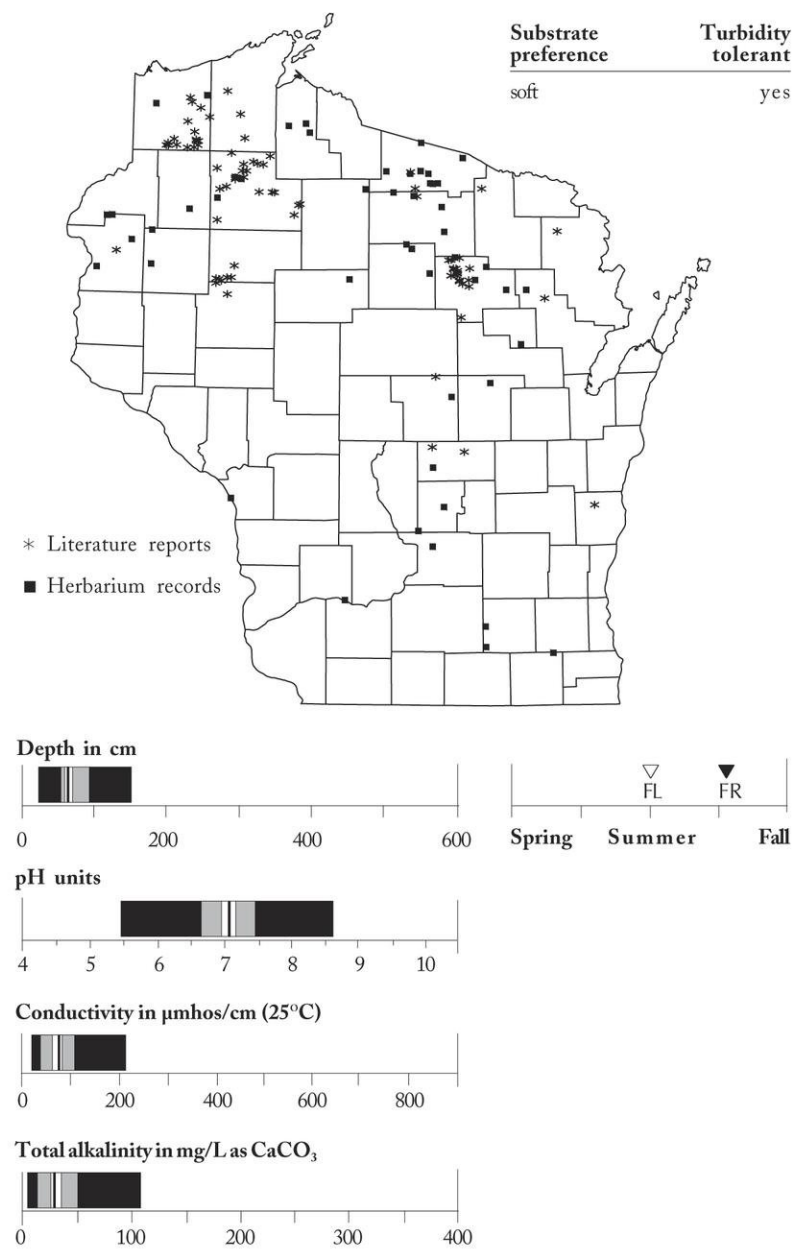 Substrate preference Turbidity tolerant
soft yes
* Literature reports
■ Herbarium records
Depth in cm
0 200 400 600
FL FR
Spring Summer Fall
pH units
4 5 6 7 8 9 10
Conductivity in µmhos/cm (25°C)
0 200 400 600 800
Total alkalinity in mg/L as CaCO₃
0 100 200 300 400